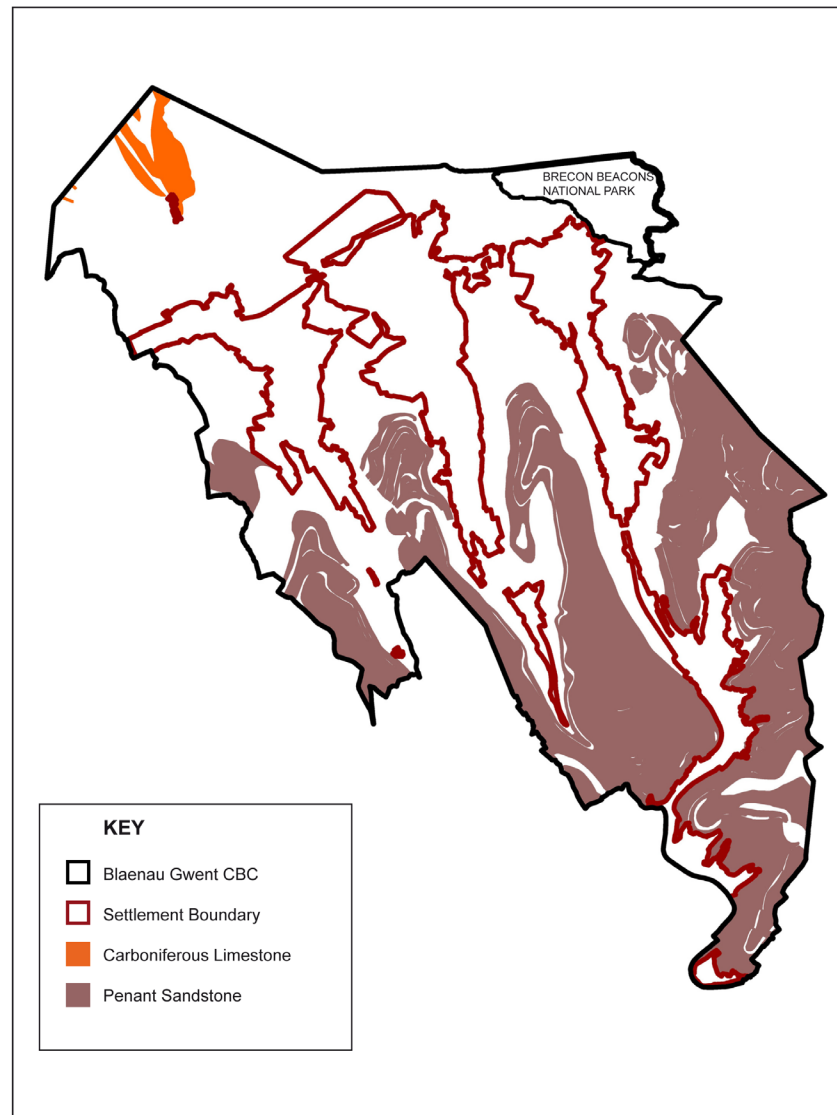 BRECON BEACONS
NATIONAL PARK
KEY
Blaenau Gwent CBC
Settlement Boundary
Carboniferous Limestone
Penant Sandstone